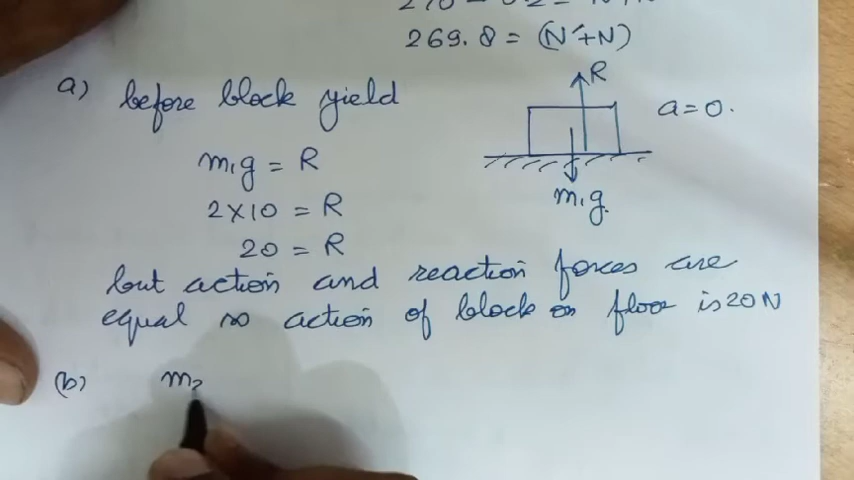 269.8 = (N'+N)
a) before block yield
R
a = 0.
m₁g = R
m₁g.
2×10 = R
20 = R
but action and reaction forces are
equal so action of block on floor is 20 N
(b) m₂